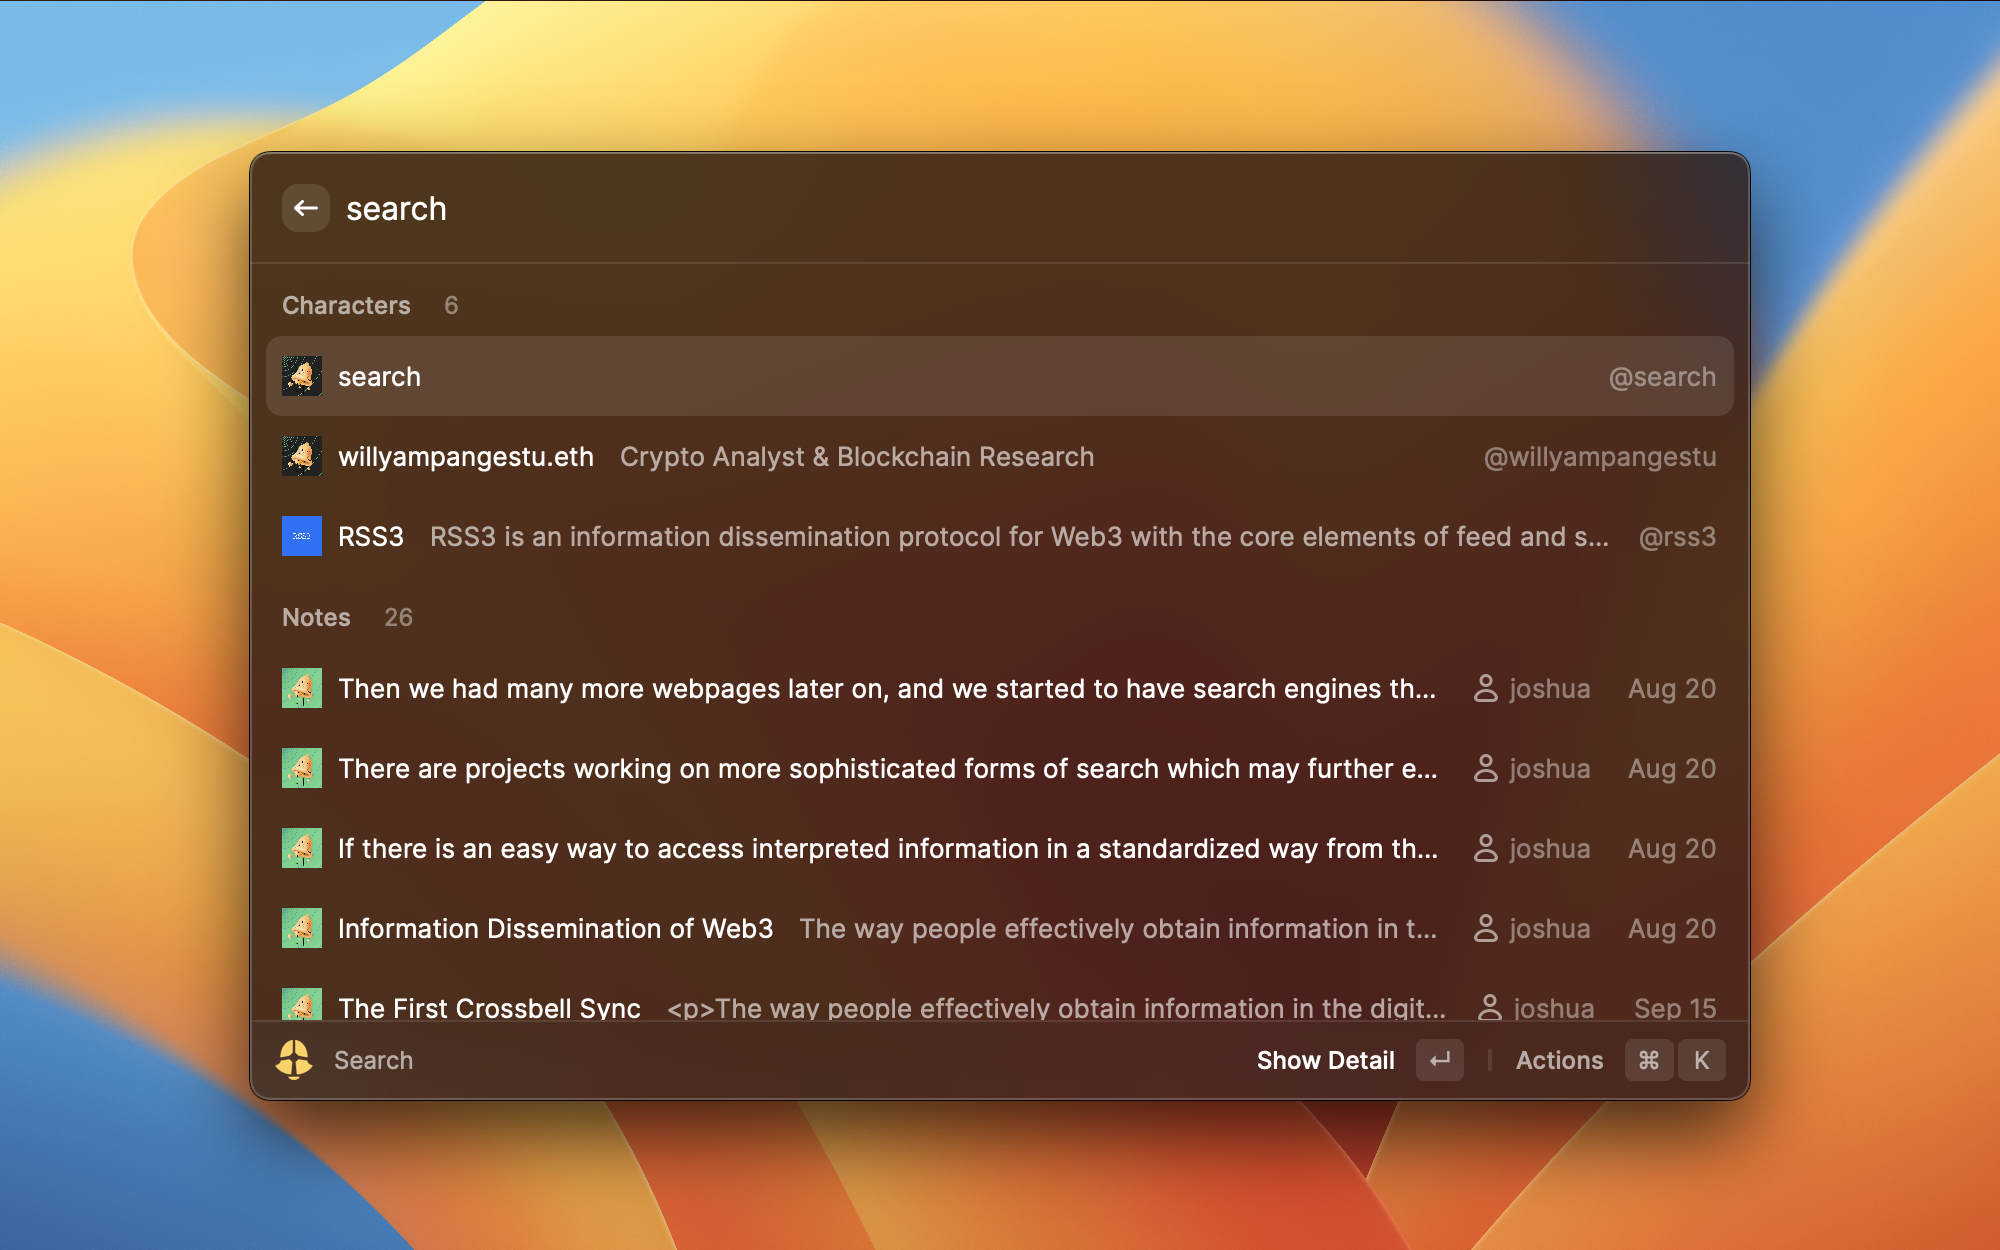 search
Characters 6
search @search
willyampangestu.eth Crypto Analyst & Blockchain Research @willyampangestu
RSS3 RSS3 is an information dissemination protocol for Web3 with the core elements of feed and s... @rss3
Notes 26
Then we had many more webpages later on, and we started to have search engines th... joshua Aug 20
There are projects working on more sophisticated forms of search which may further e... joshua Aug 20
If there is an easy way to access interpreted information in a standardized way from th... joshua Aug 20
Information Dissemination of Web3 The way people effectively obtain information in t... joshua Aug 20
The First Crossbell Sync <p>The way people effectively obtain information in the digit... joshua Sep 15
Search Show Detail ↵ Actions ⌘ K